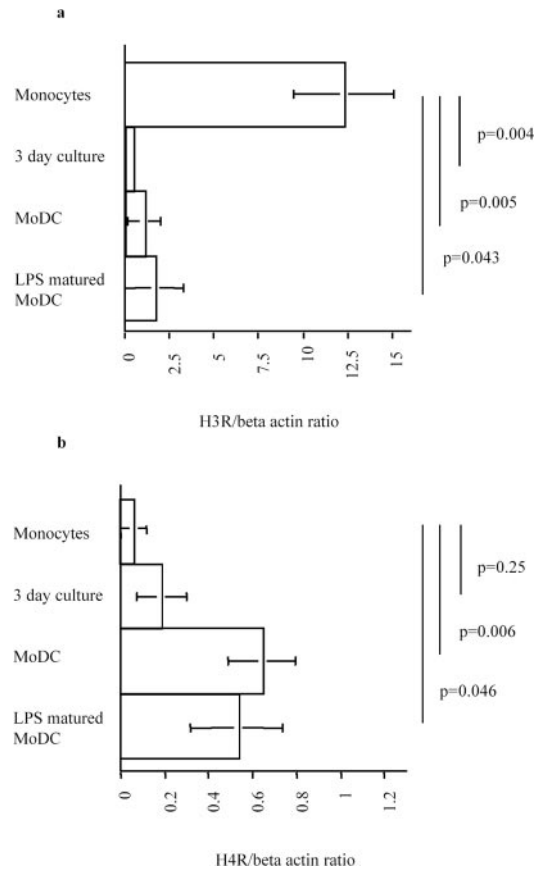 a
Monocytes
3 day culture
MoDC
LPS matured
MoDC
p=0.004
p=0.005
p=0.043
0
2.5
5
7.5
10
12.5
15
H3R/beta actin ratio
b
Monocytes
3 day culture
MoDC
LPS matured
MoDC
p=0.25
p=0.006
p=0.046
0
0.2
0.4
0.6
0.8
1
1.2
H4R/beta actin ratio